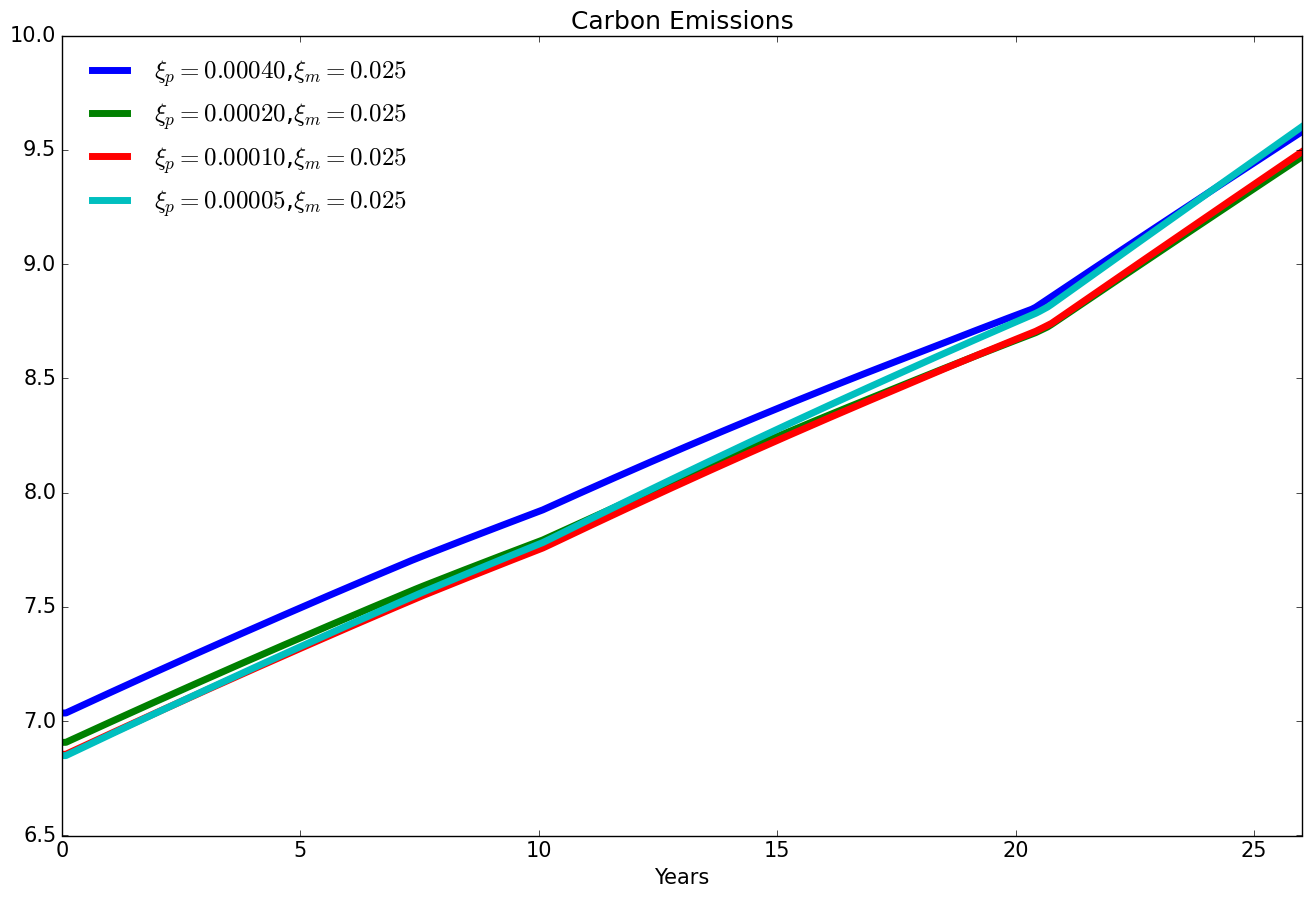 Carbon Emissions
10.0
9.5
9.0
8.5
8.0
7.5
7.0
6.5
ξₚ = 0.00040,ξₘ = 0.025
ξₚ = 0.00020,ξₘ = 0.025
ξₚ = 0.00010,ξₘ = 0.025
ξₚ = 0.00005,ξₘ = 0.025
0 5 10 15 20 25
Years